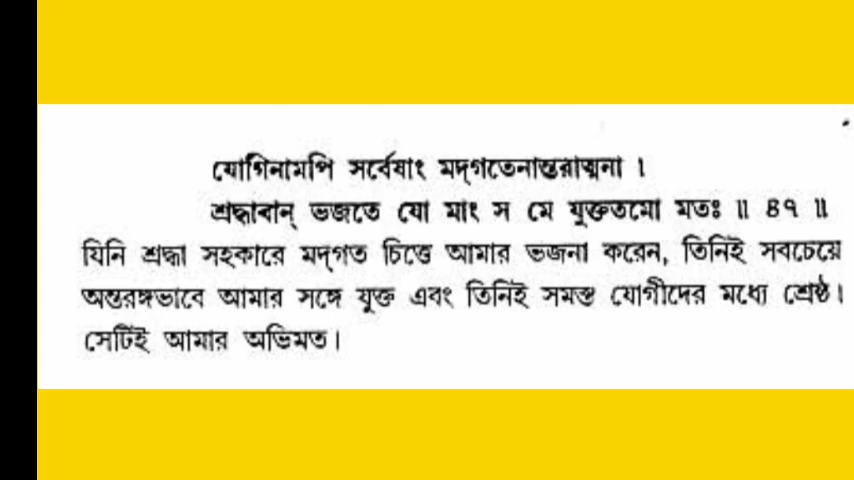 যোগিনামপি সর্বেষাং মদ্‌গতেনান্তরাত্মনা ।
শ্রদ্ধাবান্ ভজতে যো মাং স মে যুক্ততমো মতঃ ॥ ৪৭ ॥
যিনি শ্রদ্ধা সহকারে মদ্‌গত চিত্তে আমার ভজনা করেন, তিনিই সবচেয়ে
অন্তরঙ্গভাবে আমার সঙ্গে যুক্ত এবং তিনিই সমস্ত যোগীদের মধ্যে শ্রেষ্ঠ।
সেটিই আমার অভিমত।